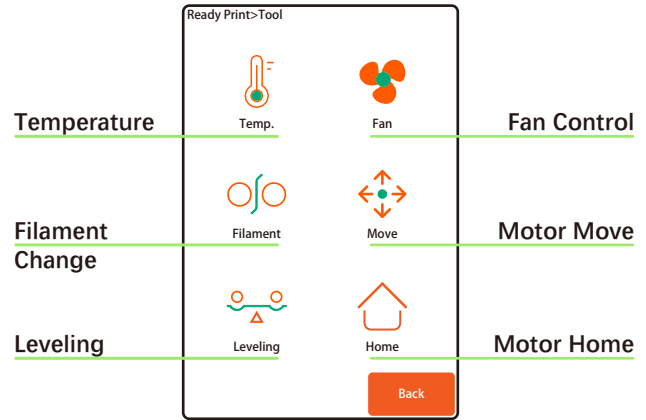 Ready Print>Tool
Temperature
Temp.
Fan
Fan Control
Filament
Change
Filament
Move
Motor Move
Leveling
Leveling
Home
Motor Home
Back